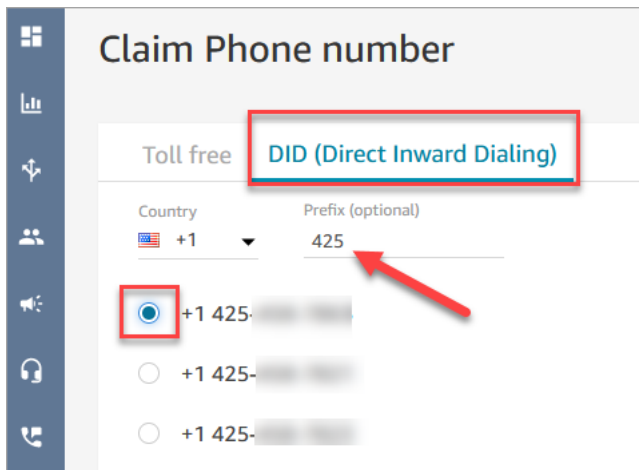 Claim Phone number
Toll free DID (Direct Inward Dialing)
Country Prefix (optional)
+1 425
+1 425-
+1 425-
+1 425-